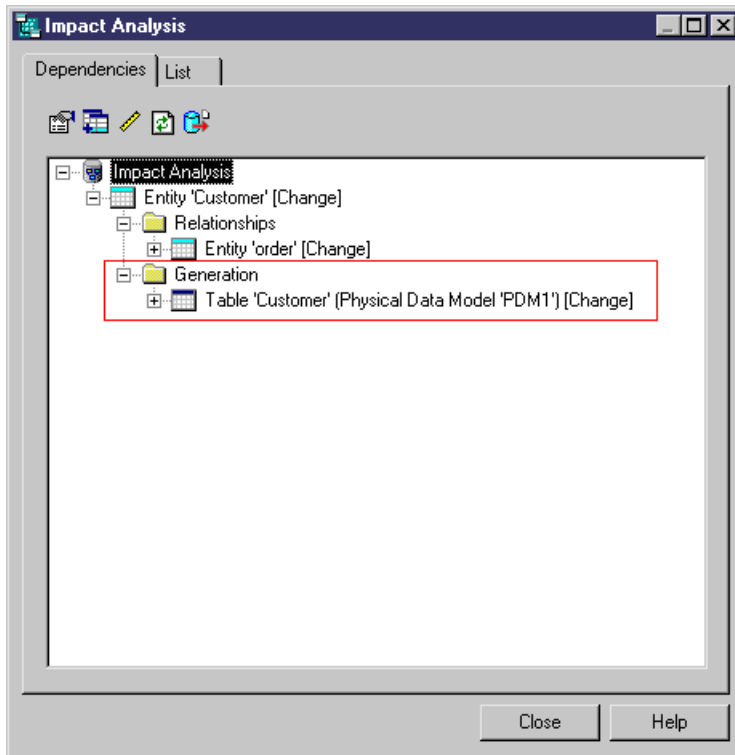 Impact Analysis
Dependencies List
Impact Analysis
Entity 'Customer' [Change]
Relationships
Entity 'order' [Change]
Generation
Table 'Customer' (Physical Data Model 'PDM1') [Change]
Close Help